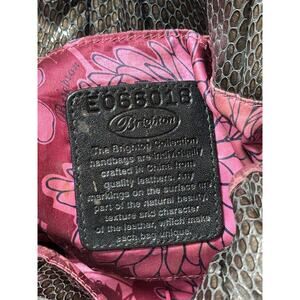 E066016
Brighton
The Brighton Collection
handbags are individually
crafted in China from
quality leathers. Any
markings on the surface are
part of the natural beauty,
texture and character
of the leather, which make
each bag unique.